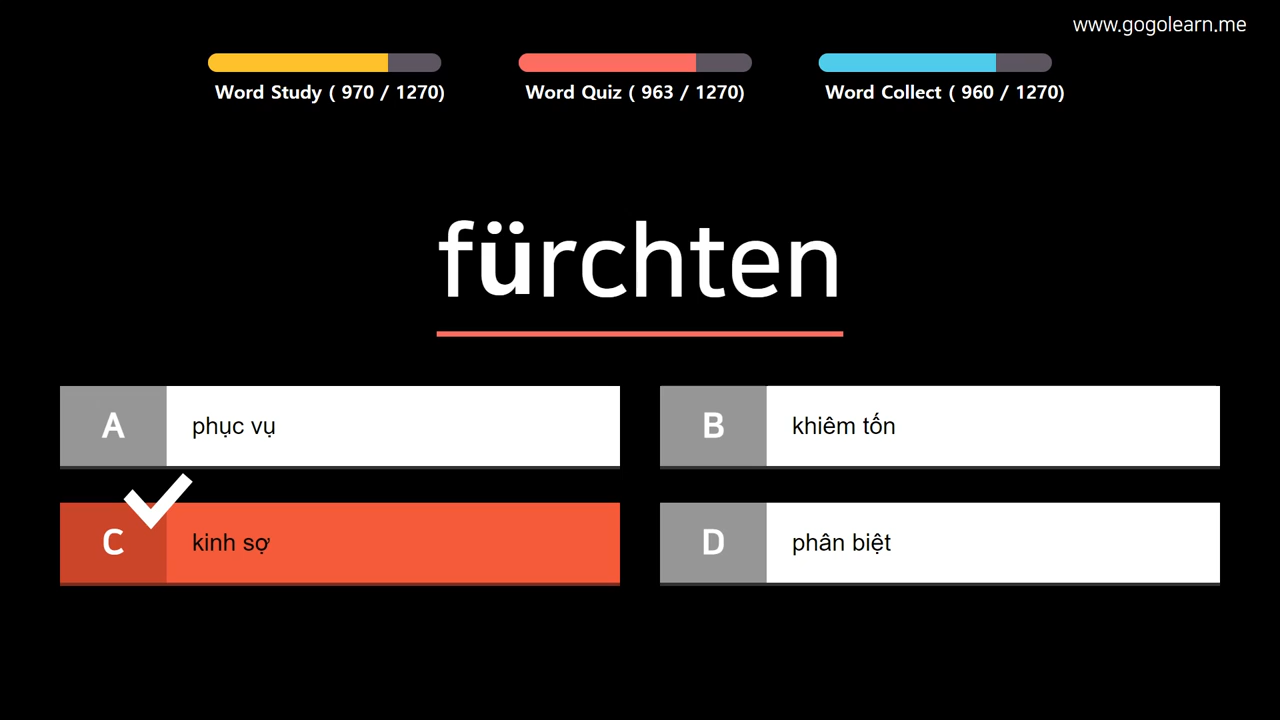 www.gogolearn.me
Word Study ( 970 / 1270)
Word Quiz ( 963 / 1270)
Word Collect ( 960 / 1270)
fürchten
A phục vụ
B khiêm tốn
C kinh sợ
D phân biệt